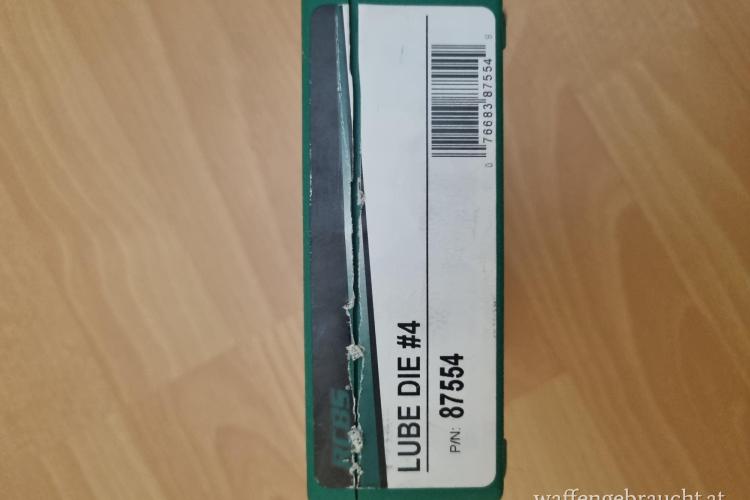 RCBS.
LUBE DIE #4
P/N: 87554
0 76683 87554 9
waffengebraucht.at